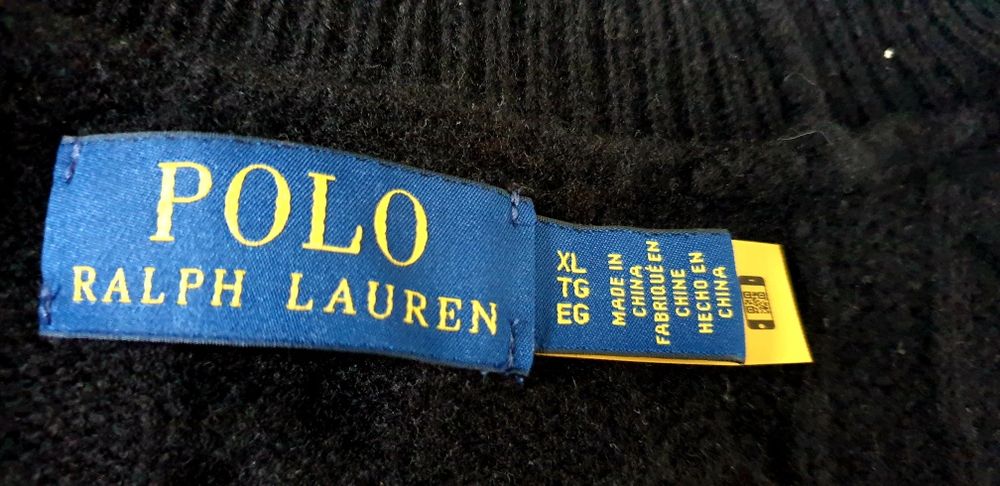 POLO
RALPH LAUREN
XL
TG
EG
MADE IN
CHINA
FABRIQUÉ EN
CHINE
HECHO EN
CHINA